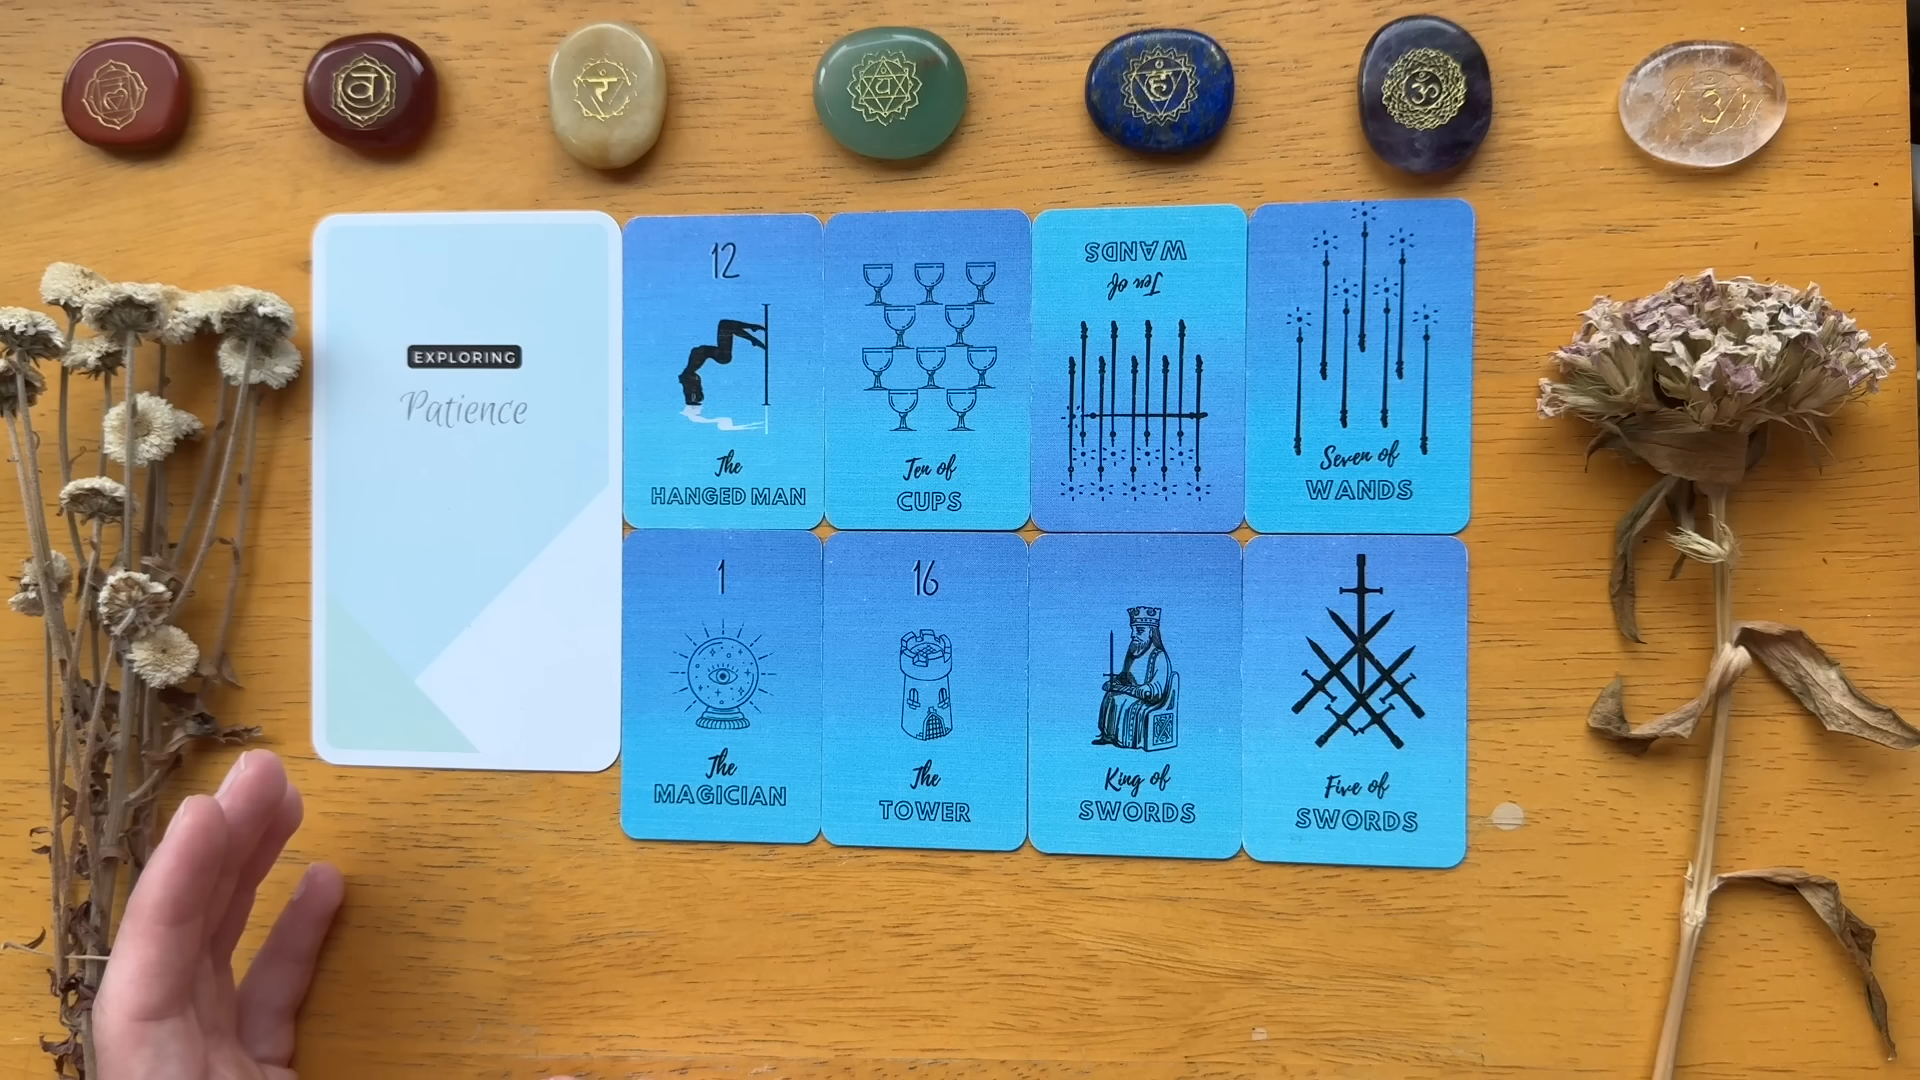 EXPLORING
Patience
12
The
HANGED MAN
Ten of
CUPS
Ten of
WANDS
Seven of
WANDS
1
The
MAGICIAN
16
The
TOWER
King of
SWORDS
Five of
SWORDS
वं
रं
यं
हं
ॐ